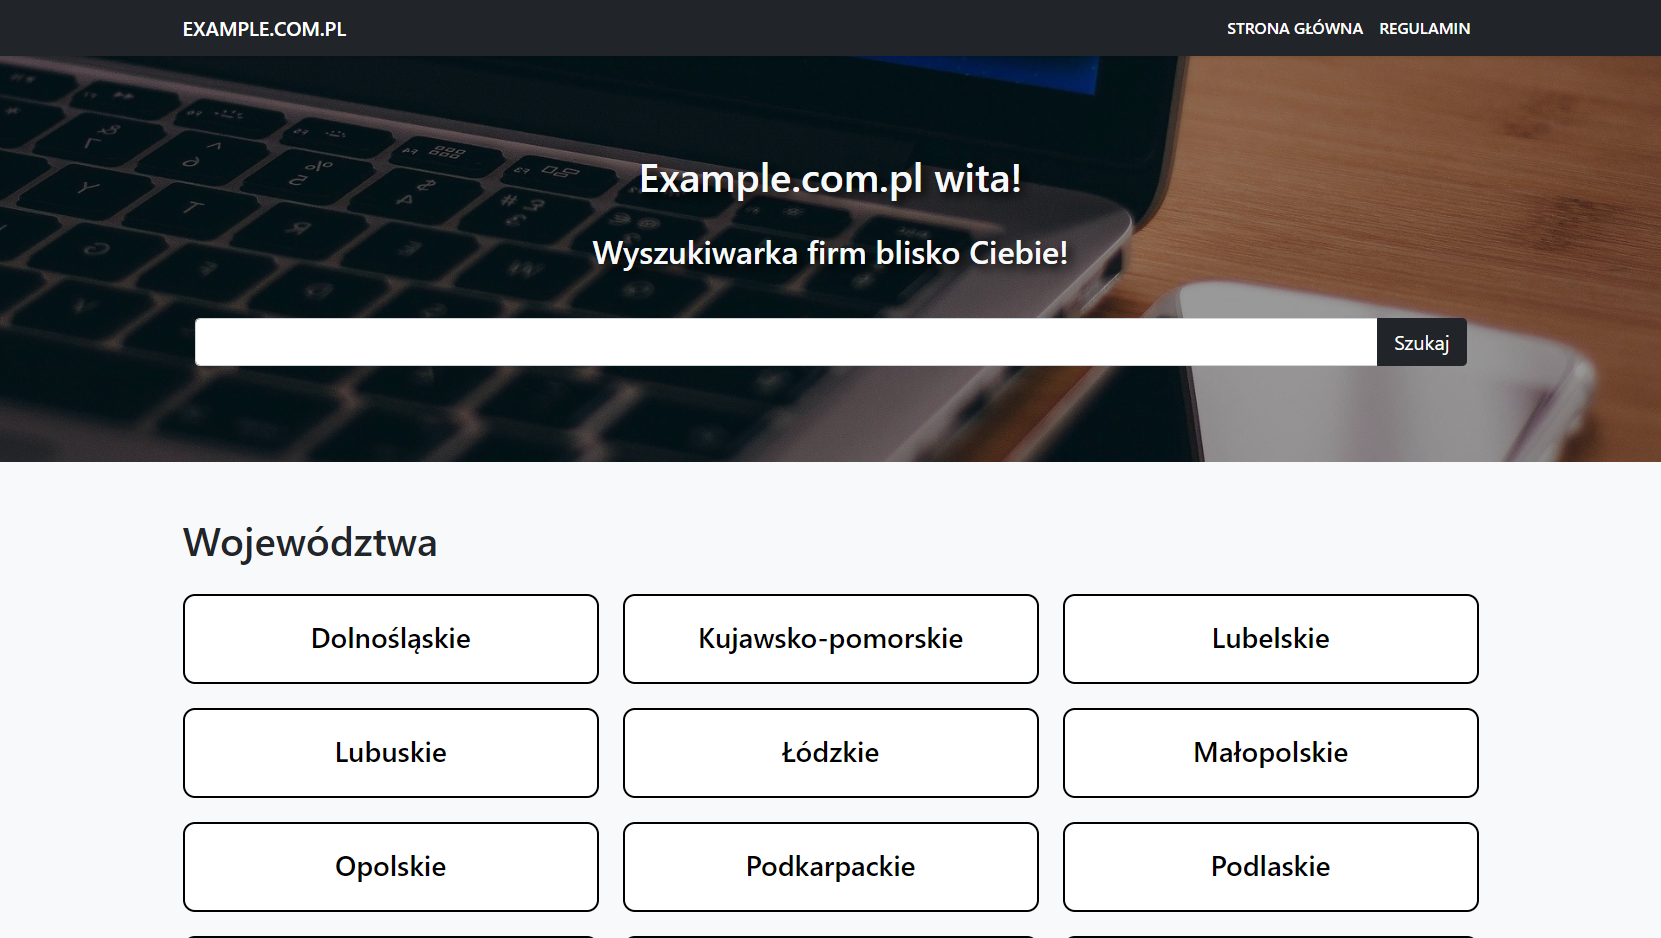 EXAMPLE.COM.PL
STRONA GŁÓWNA REGULAMIN
Example.com.pl wita!
Wyszukiwarka firm blisko Ciebie!
Szukaj
Województwa
Dolnośląskie
Kujawsko-pomorskie
Lubelskie
Lubuskie
Łódzkie
Małopolskie
Opolskie
Podkarpackie
Podlaskie